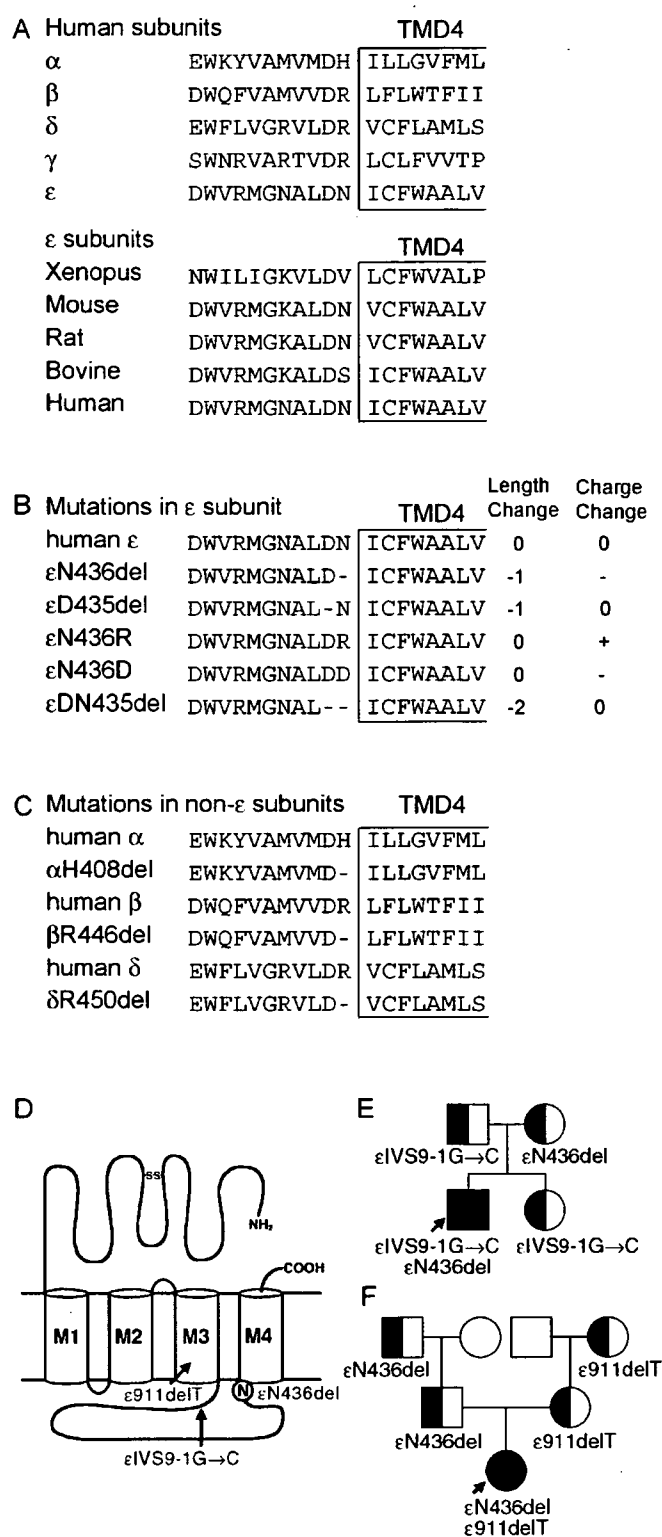 A Human subunits TMD4
α EWKYVAMVMDH ILLGVFML
β DWQFVAMVVDR LFLWTFII
δ EWFLVGRVLDR VCFLAMLS
γ SWNRVARTVDR LCLFVVTP
ε DWVRMGNALDN ICFWAALV
ε subunits TMD4
Xenopus NWILIGKVLDV LCFWVALP
Mouse DWVRMGKALDN VCFWAALV
Rat DWVRMGKALDN VCFWAALV
Bovine DWVRMGKALDS ICFWAALV
Human DWVRMGNALDN ICFWAALV
B Mutations in ε subunit TMD4 Length Change Charge Change
human ε DWVRMGNALDN ICFWAALV 0 0
εN436del DWVRMGNALD- ICFWAALV -1 -
εD435del DWVRMGNAL-N ICFWAALV -1 0
εN436R DWVRMGNALDR ICFWAALV 0 +
εN436D DWVRMGNALDD ICFWAALV 0 -
εDN435del DWVRMGNAL-- ICFWAALV -2 0
C Mutations in non-ε subunits TMD4
human α EWKYVAMVMDH ILLGVFML
αH408del EWKYVAMVMD- ILLGVFML
human β DWQFVAMVVDR LFLWTFII
βR446del DWQFVAMVVD- LFLWTFII
human δ EWFLVGRVLDR VCFLAMLS
δR450del EWFLVGRVLD- VCFLAMLS
D
SS
NH₂
COOH
M1 M2 M3 M4
ε911delT N εN436del
εIVS9-1G→C
E
εIVS9-1G→C εN436del
εIVS9-1G→C εIVS9-1G→C
εN436del
F
εN436del ε911delT
εN436del ε911delT
εN436del
ε911delT